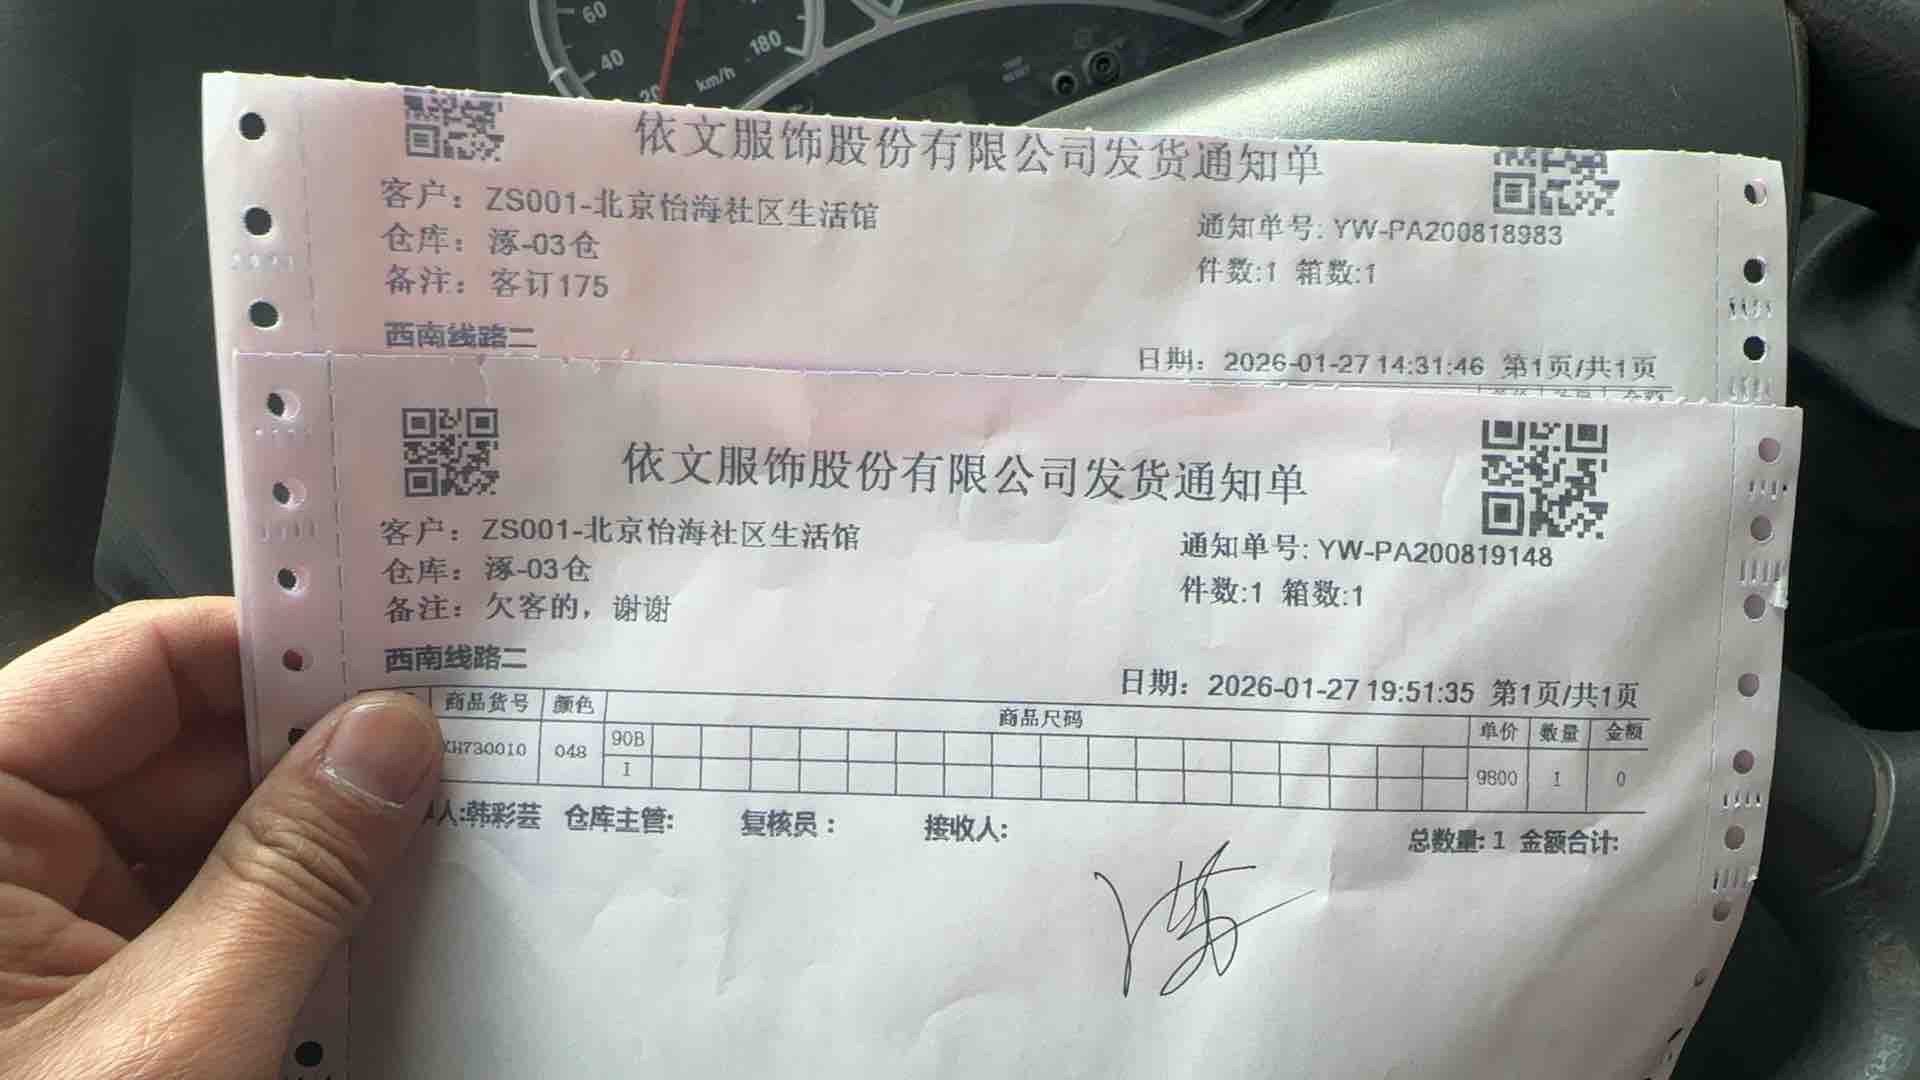 60
40
20
180
km/h
依文服饰股份有限公司发货通知单
客户：ZS001-北京怡海社区生活馆
通知单号: YW-PA200818983
仓库：涿-03仓
件数:1 箱数:1
备注：客订175
西南线路二
日期：2026-01-27 14:31:46 第1页/共1页
依文服饰股份有限公司发货通知单
客户：ZS001-北京怡海社区生活馆
通知单号: YW-PA200819148
仓库：涿-03仓
件数:1 箱数:1
备注：欠客的，谢谢
西南线路二
日期：2026-01-27 19:51:35 第1页/共1页
商品货号 颜色 商品尺码 单价 数量 金额
H730010 048 90B 9800 1 0
1
人:韩彩芸 仓库主管: 复核员： 接收人: 总数量: 1 金额合计: